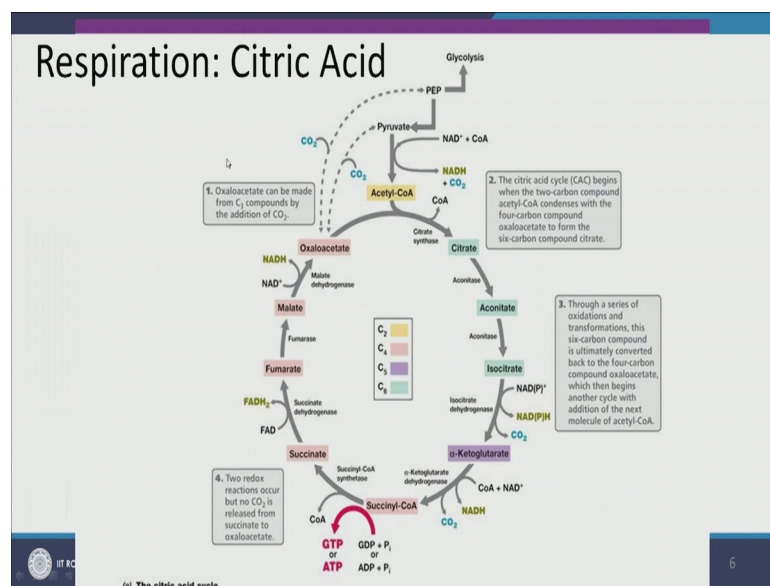 Respiration: Citric Acid
Glycolysis
PEP
Pyruvate
CO₂
NAD⁺ + CoA
CO₂
NADH
+ CO₂
Acetyl-CoA
CoA
1. Oxaloacetate can be made
from C₃ compounds by
the addition of CO₂.
2. The citric acid cycle (CAC) begins
when the two-carbon compound
acetyl-CoA condenses with the
four-carbon compound
oxaloacetate to form the
six-carbon compound citrate.
Citrate
synthase
Oxaloacetate
Citrate
NADH
NAD⁺
Malate
dehydrogenase
Aconitase
Malate
Aconitate
Fumarase
Aconitase
C₂
C₄
C₅
C₆
3. Through a series of
oxidations and
transformations, this
six-carbon compound
is ultimately converted
back to the four-carbon
compound oxaloacetate,
which then begins
another cycle with
addition of the next
molecule of acetyl-CoA.
Fumarate
Isocitrate
NAD(P)⁺
Isocitrate
dehydrogenase
NAD(P)H
CO₂
FADH₂
Succinate
dehydrogenase
FAD
Succinate
α-Ketoglutarate
4. Two redox
reactions occur
but no CO₂ is
released from
succinate to
oxaloacetate.
Succinyl-CoA
synthetase
α-Ketoglutarate
dehydrogenase
CoA + NAD⁺
Succinyl-CoA
CoA
NADH
CO₂
GTP
or
ATP
GDP + Pᵢ
or
ADP + Pᵢ
IIT RO
6
(a) The citric acid cycle